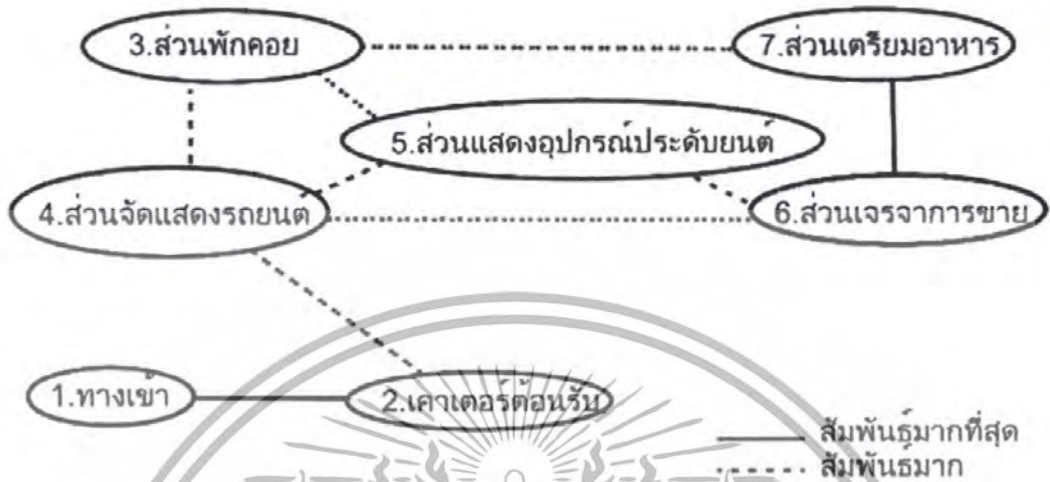 3.ส่วนพักคอย
7.ส่วนเตรียมอาหาร
5.ส่วนแสดงอุปกรณ์ประดับยนต์
4.ส่วนจัดแสดงรถยนต์
6.ส่วนเจรจาการขาย
1.ทางเข้า
2.เคาเตอร์ต้อนรับ
สัมพันธ์มากที่สุด
สัมพันธ์มาก